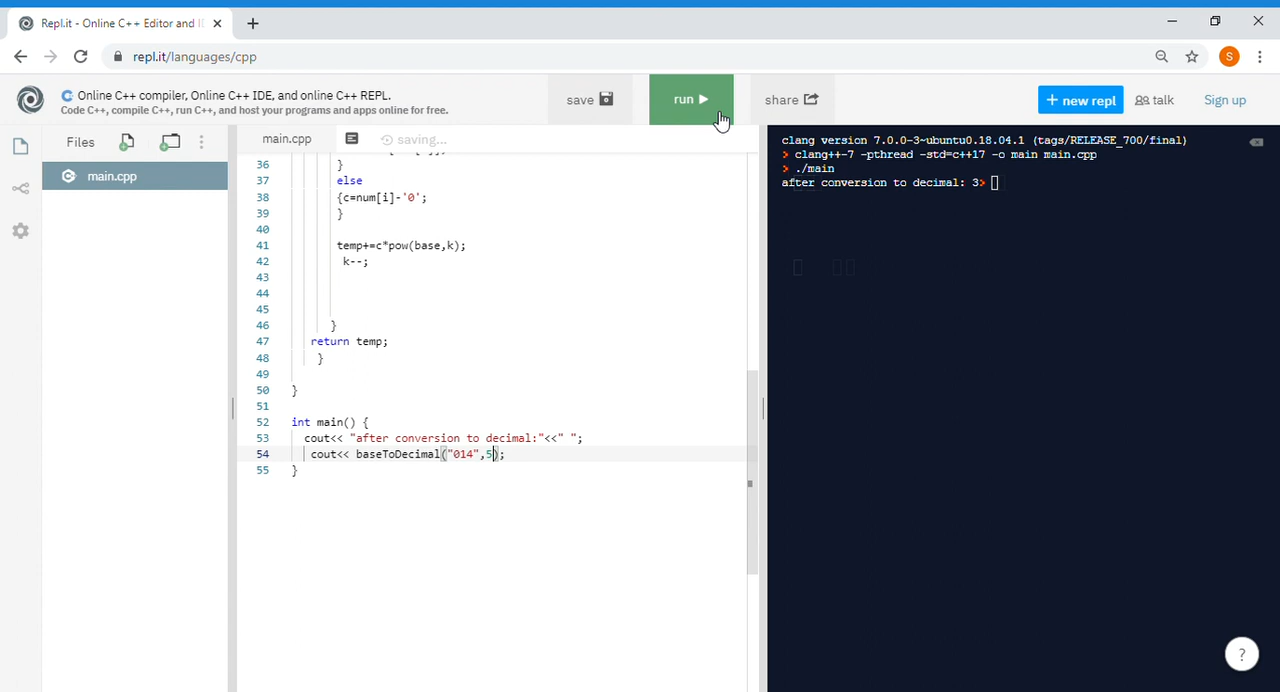 Repl.it - Online C++ Editor and
repl.it/languages/cpp
S
Online C++ compiler, Online C++ IDE, and online C++ REPL.
Code C++, compile C++, run C++, and host your programs and apps online for free.
save
run
share
+ new repl
talk
Sign up
Files
main.cpp
main.cpp
saving...
36 }
37 else
38 {c=num[i]-'0';
39 }
40
41 temp+=c*pow(base,k);
42 k--;
43
44
45
46 }
47 return temp;
48 }
49
50 }
51
52 int main() {
53 cout<< "after conversion to decimal:"<<" ";
54 cout<< baseToDecimal("014",5);
55 }
clang version 7.0.0-3~ubuntu0.18.04.1 (tags/RELEASE_700/final)
> clang++-7 -pthread -std=c++17 -o main main.cpp
> ./main
after conversion to decimal: 3>
?